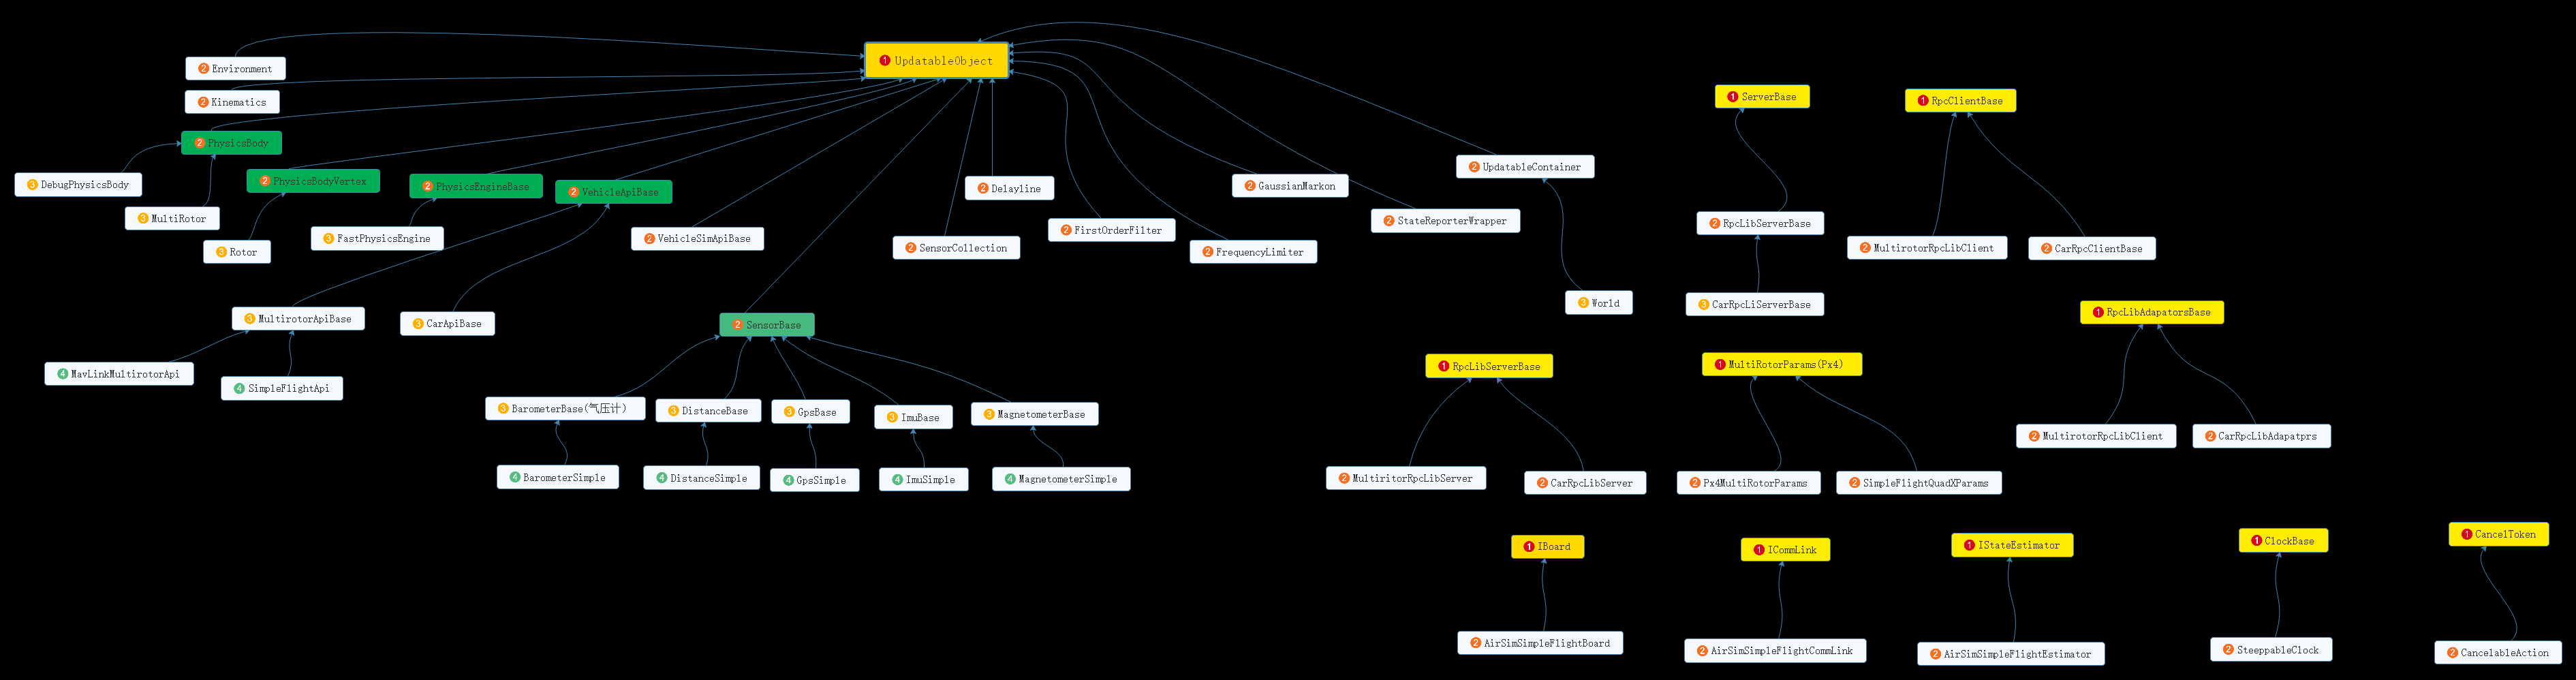 1 UpdatableObject
2 Environment
2 Kinematics
1 ServerBase
1 RpcClientBase
2 PhysicsBody
2 UpdatableContainer
3 DebugPhysicsBody
2 PhysicsBodyVertex
2 PhysicsEngineBase
2 VehicleApiBase
2 Delayline
2 GaussianMarkon
3 MultiRotor
2 StateReporterWrapper
2 RpcLibServerBase
2 FirstOrderFilter
3 Rotor
3 FastPhysicsEngine
2 VehicleSimApiBase
2 SensorCollection
2 FrequencyLimiter
2 MultirotorRpcLibClient
2 CarRpcClientBase
3 World
3 CarRpcLiServerBase
3 MultirotorApiBase
3 CarApiBase
2 SensorBase
1 RpcLibAdapatorsBase
4 MavLinkMultirotorApi
4 SimpleFlightApi
1 RpcLibServerBase
1 MultiRotorParams(Px4)
3 BarometerBase(气压计)
3 DistanceBase
3 GpsBase
3 ImuBase
3 MagnetometerBase
2 MultirotorRpcLibClient
2 CarRpcLibAdapatprs
4 BarometerSimple
4 DistanceSimple
4 GpsSimple
4 ImuSimple
4 MagnetometerSimple
2 MultiritorRpcLibServer
2 CarRpcLibServer
2 Px4MultiRotorParams
2 SimpleFlightQuadXParams
1 IBoard
1 ICommLink
1 IStateEstimator
1 ClockBase
1 CancelToken
2 AirSimSimpleFlightBoard
2 AirSimSimpleFlightCommLink
2 AirSimSimpleFlightEstimator
2 SteeppableClock
2 CancelableAction